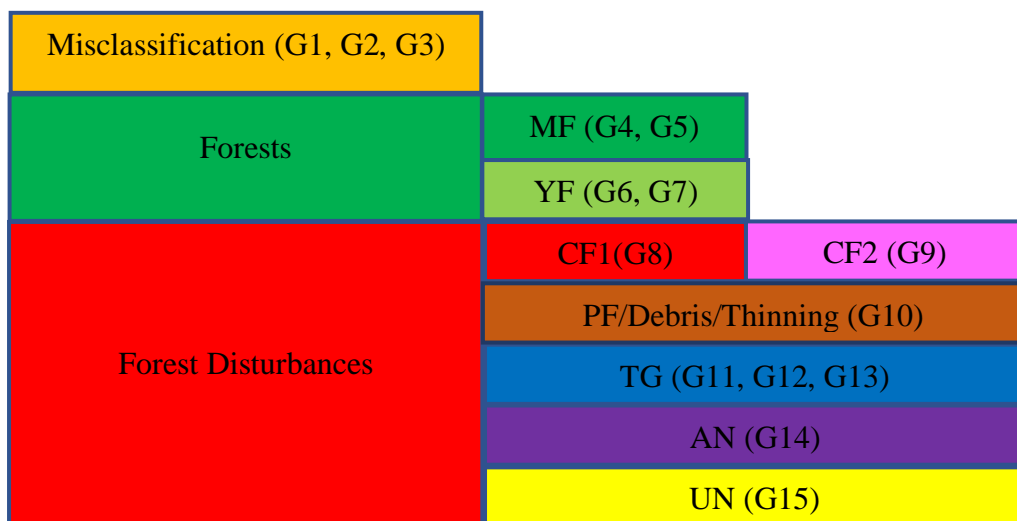 Misclassification (G1, G2, G3)
Forests
MF (G4, G5)
YF (G6, G7)
Forest Disturbances
CF1(G8)
CF2 (G9)
PF/Debris/Thinning (G10)
TG (G11, G12, G13)
AN (G14)
UN (G15)